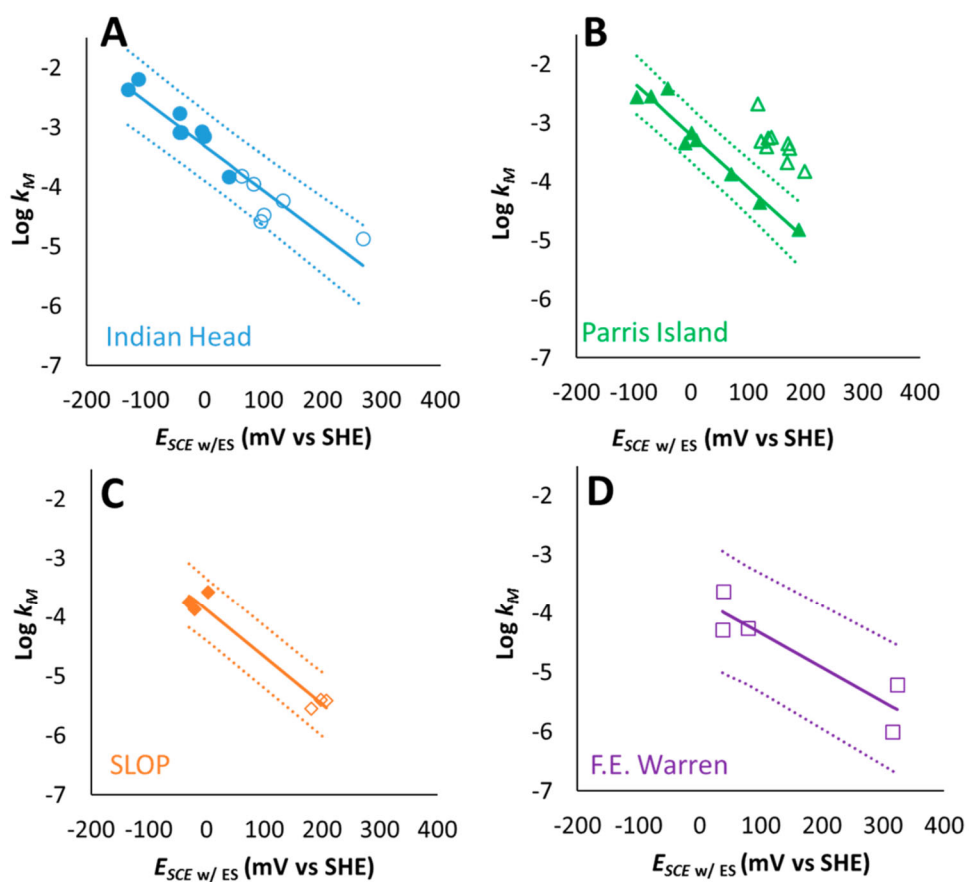 A
-2
-3
-4
-5
-6
-7
Log kM
Indian Head
-200 -100 0 100 200 300 400
ESCE w/ES (mV vs SHE)
B
-2
-3
-4
-5
-6
-7
Log kM
Parris Island
-200 -100 0 100 200 300 400
ESCE w/ ES (mV vs SHE)
C
-2
-3
-4
-5
-6
-7
Log kM
SLOP
-200 -100 0 100 200 300 400
ESCE w/ ES (mV vs SHE)
D
-2
-3
-4
-5
-6
-7
Log kM
F.E. Warren
-200 -100 0 100 200 300 400
ESCE w/ ES (mV vs SHE)